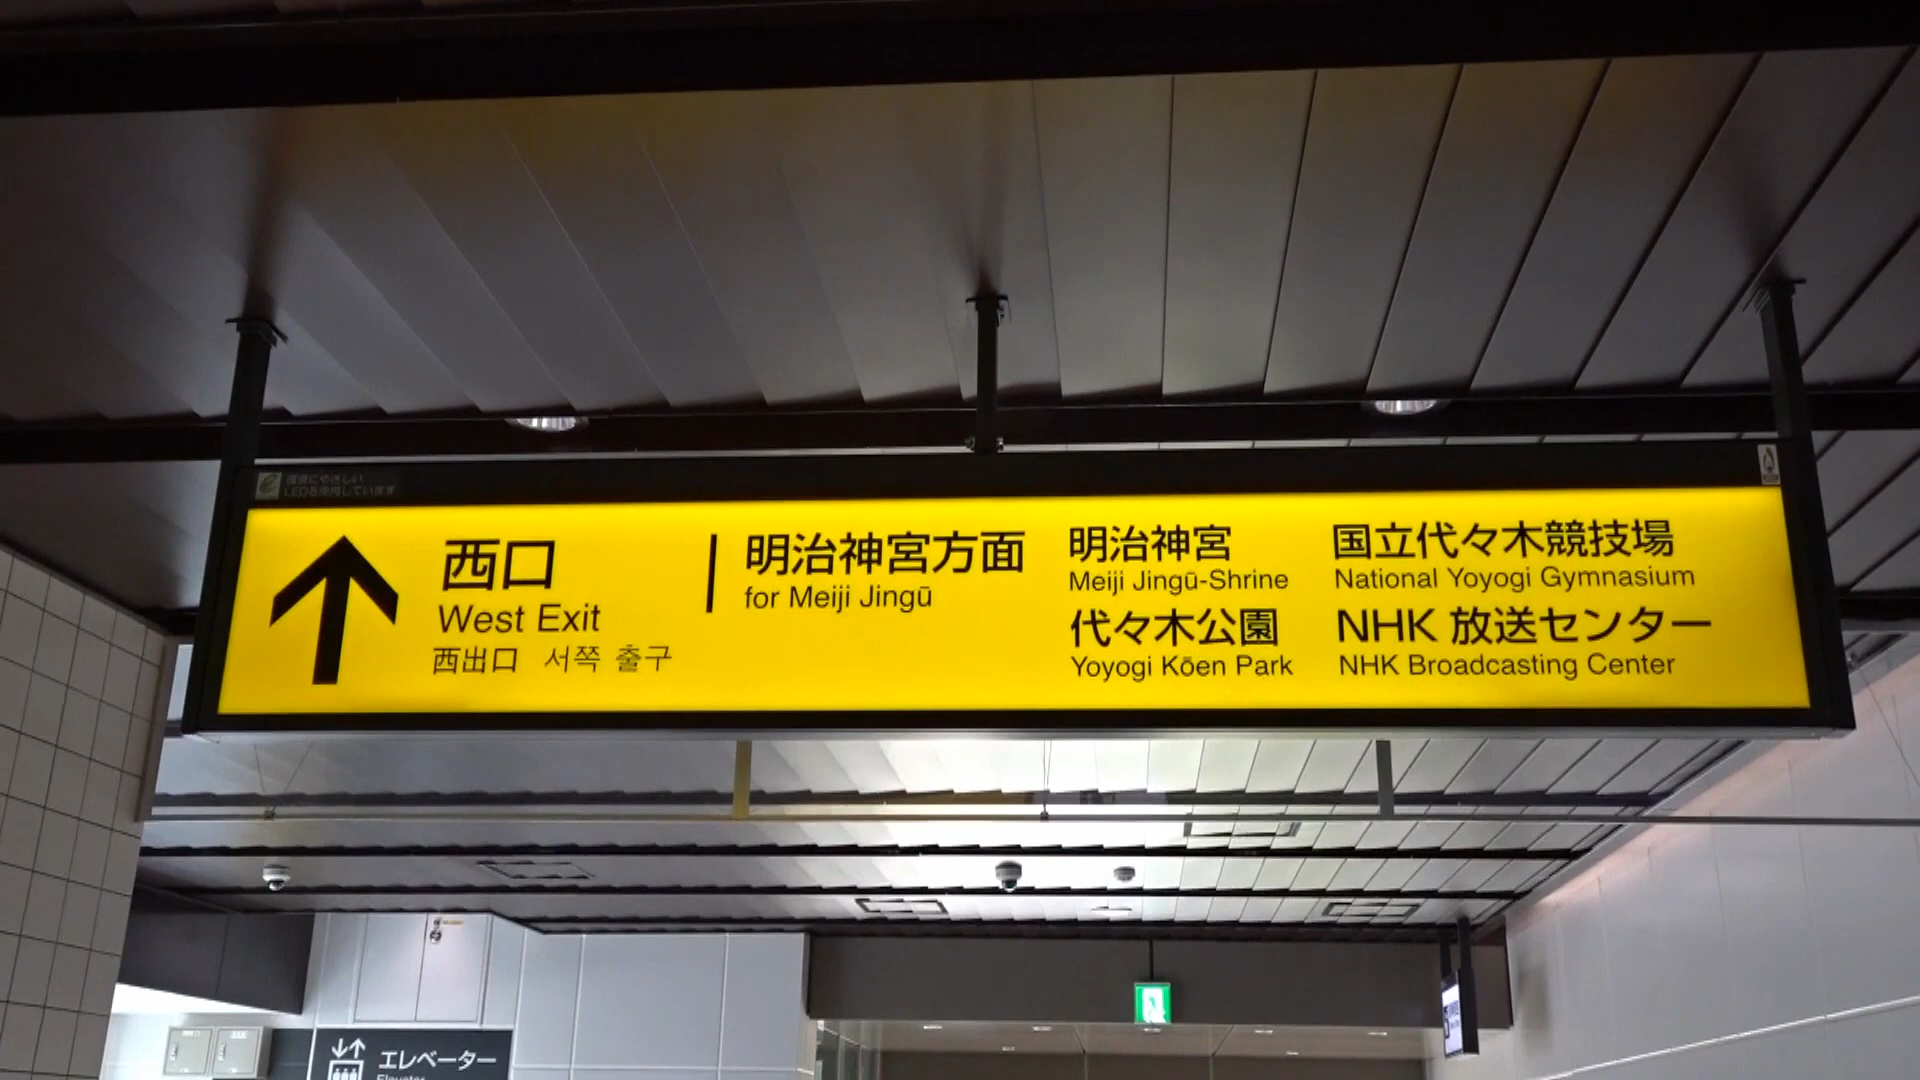 環境にやさしい
LEDを使用しています
西口
West Exit
西出口 서쪽 출구
明治神宮方面
for Meiji Jingū
明治神宮
Meiji Jingū-Shrine
代々木公園
Yoyogi Kōen Park
国立代々木競技場
National Yoyogi Gymnasium
NHK 放送センター
NHK Broadcasting Center
エレベーター
Elevator